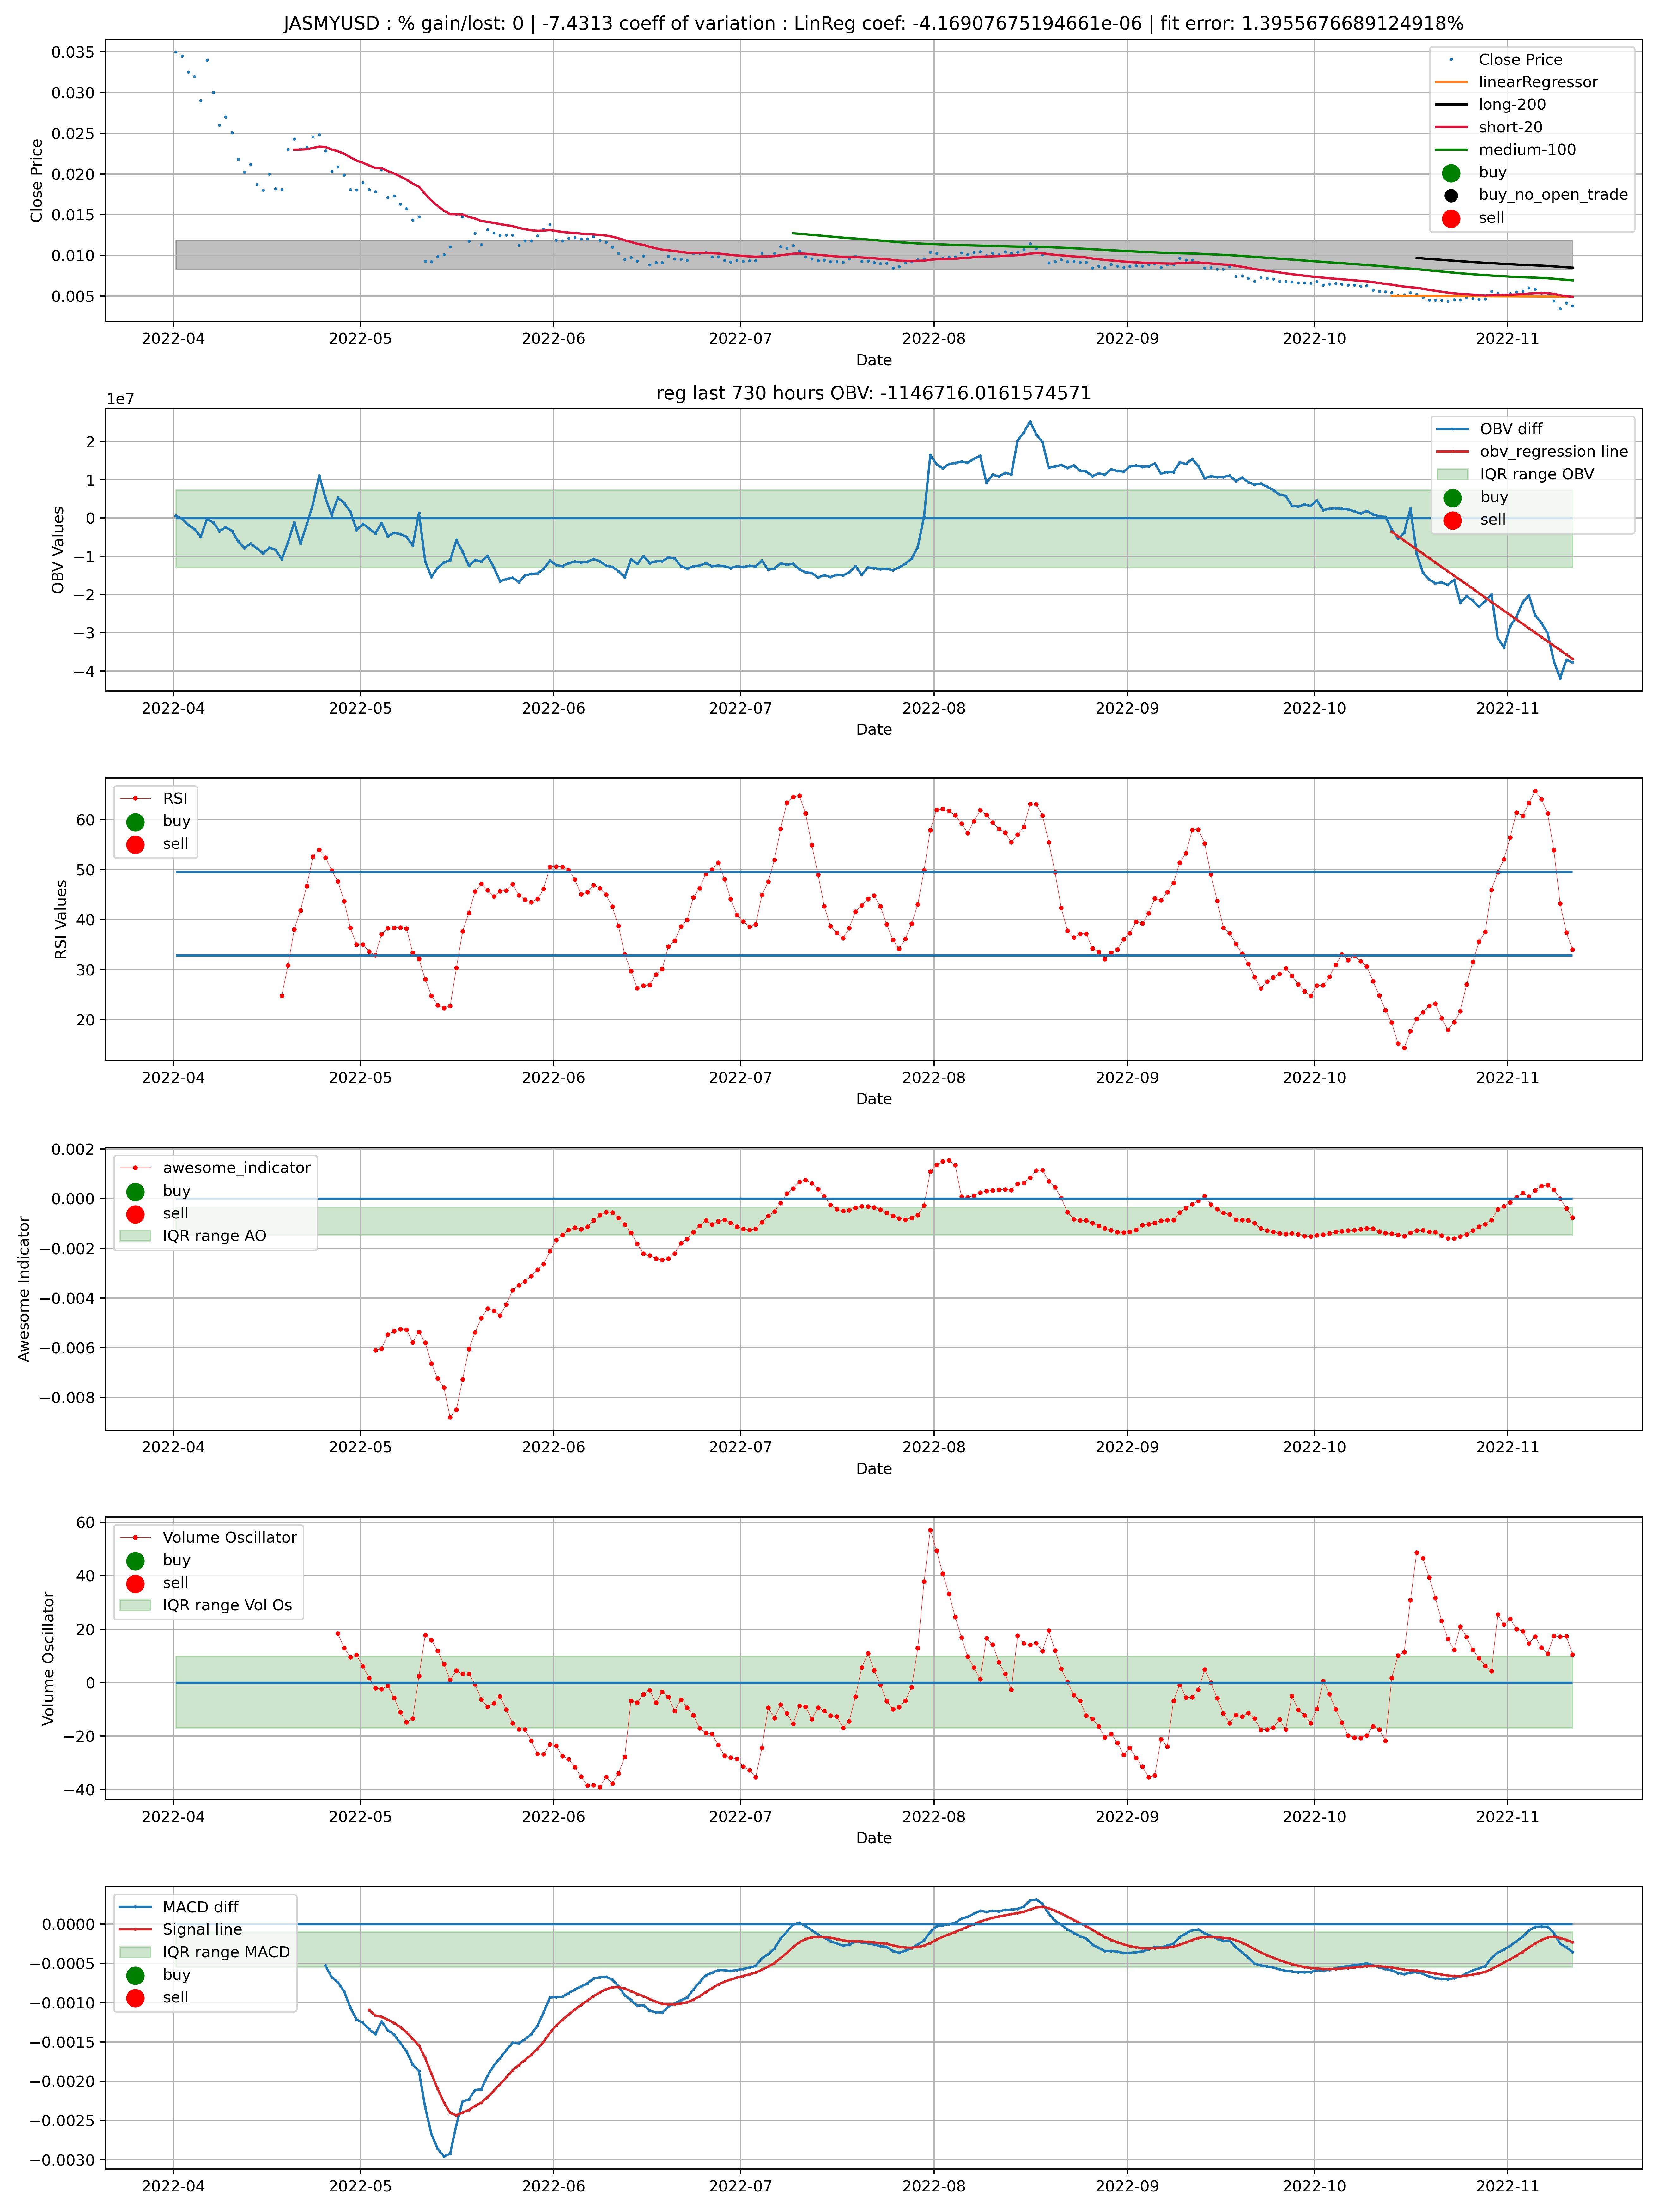 JASMYUSD : % gain/lost: 0 | -7.4313 coeff of variation : LinReg coef: -4.16907675194661e-06 | fit error: 1.3955676689124918%
Close Price
0.035
0.030
0.025
0.020
0.015
0.010
0.005
Close Price
linearRegressor
long-200
short-20
medium-100
buy
buy_no_open_trade
sell
2022-04 2022-05 2022-06 2022-07 2022-08 2022-09 2022-10 2022-11
Date
reg last 730 hours OBV: -1146716.0161574571
1e7
OBV Values
2
1
0
−1
−2
−3
−4
OBV diff
obv_regression line
IQR range OBV
buy
sell
2022-04 2022-05 2022-06 2022-07 2022-08 2022-09 2022-10 2022-11
Date
RSI Values
60
50
40
30
20
RSI
buy
sell
2022-04 2022-05 2022-06 2022-07 2022-08 2022-09 2022-10 2022-11
Date
Awesome Indicator
0.002
0.000
−0.002
−0.004
−0.006
−0.008
awesome_indicator
buy
sell
IQR range AO
2022-04 2022-05 2022-06 2022-07 2022-08 2022-09 2022-10 2022-11
Date
Volume Oscillator
60
40
20
0
−20
−40
Volume Oscillator
buy
sell
IQR range Vol Os
2022-04 2022-05 2022-06 2022-07 2022-08 2022-09 2022-10 2022-11
Date
0.0000
−0.0005
−0.0010
−0.0015
−0.0020
−0.0025
−0.0030
MACD diff
Signal line
IQR range MACD
buy
sell
2022-04 2022-05 2022-06 2022-07 2022-08 2022-09 2022-10 2022-11